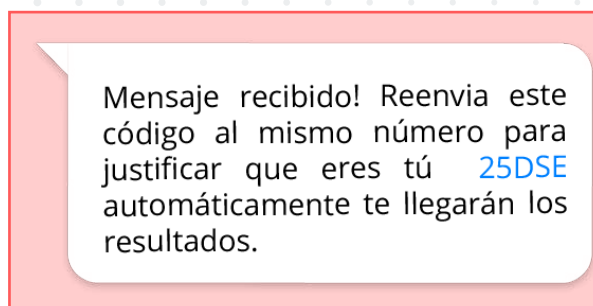 Mensaje recibido! Reenvia este
código al mismo número para
justificar que eres tú 25DSE
automáticamente te llegarán los
resultados.